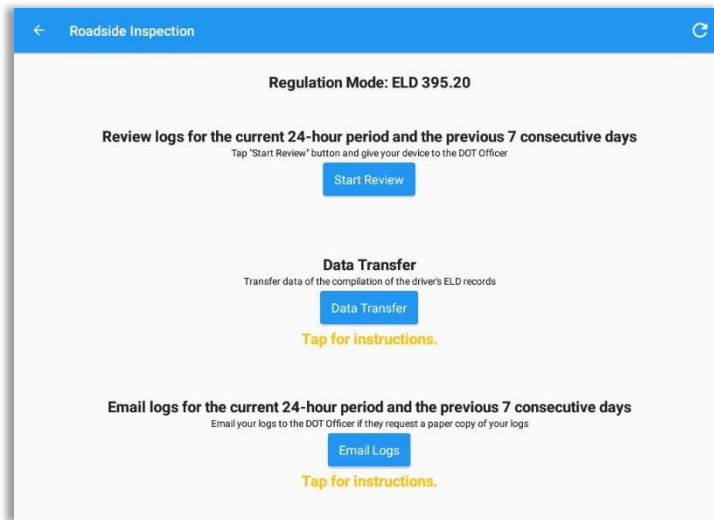 Roadside Inspection
Regulation Mode: ELD 395.20
Review logs for the current 24-hour period and the previous 7 consecutive days
Tap "Start Review" button and give your device to the DOT Officer
Start Review
Data Transfer
Transfer data of the compilation of the driver's ELD records
Data Transfer
Tap for instructions.
Email logs for the current 24-hour period and the previous 7 consecutive days
Email your logs to the DOT Officer if they request a paper copy of your logs
Email Logs
Tap for instructions.